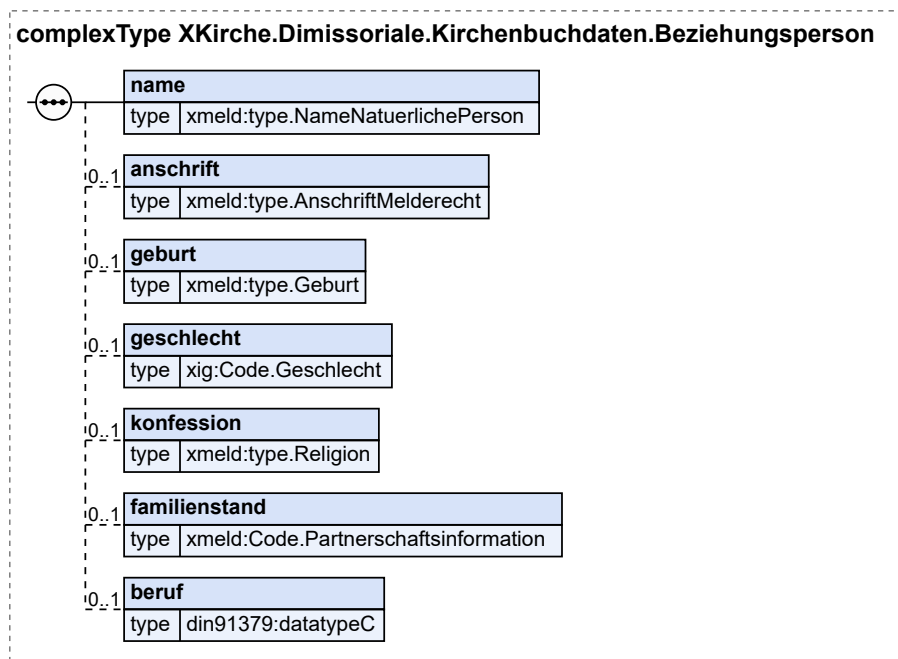 complexType XKirche.Dimissoriale.Kirchenbuchdaten.Beziehungsperson
name
type xmeld:type.NameNatuerlichePerson
0..1 anschrift
type xmeld:type.AnschriftMelderecht
0..1 geburt
type xmeld:type.Geburt
0..1 geschlecht
type xig:Code.Geschlecht
0..1 konfession
type xmeld:type.Religion
0..1 familienstand
type xmeld:Code.Partnerschaftsinformation
0..1 beruf
type din91379:datatypeC